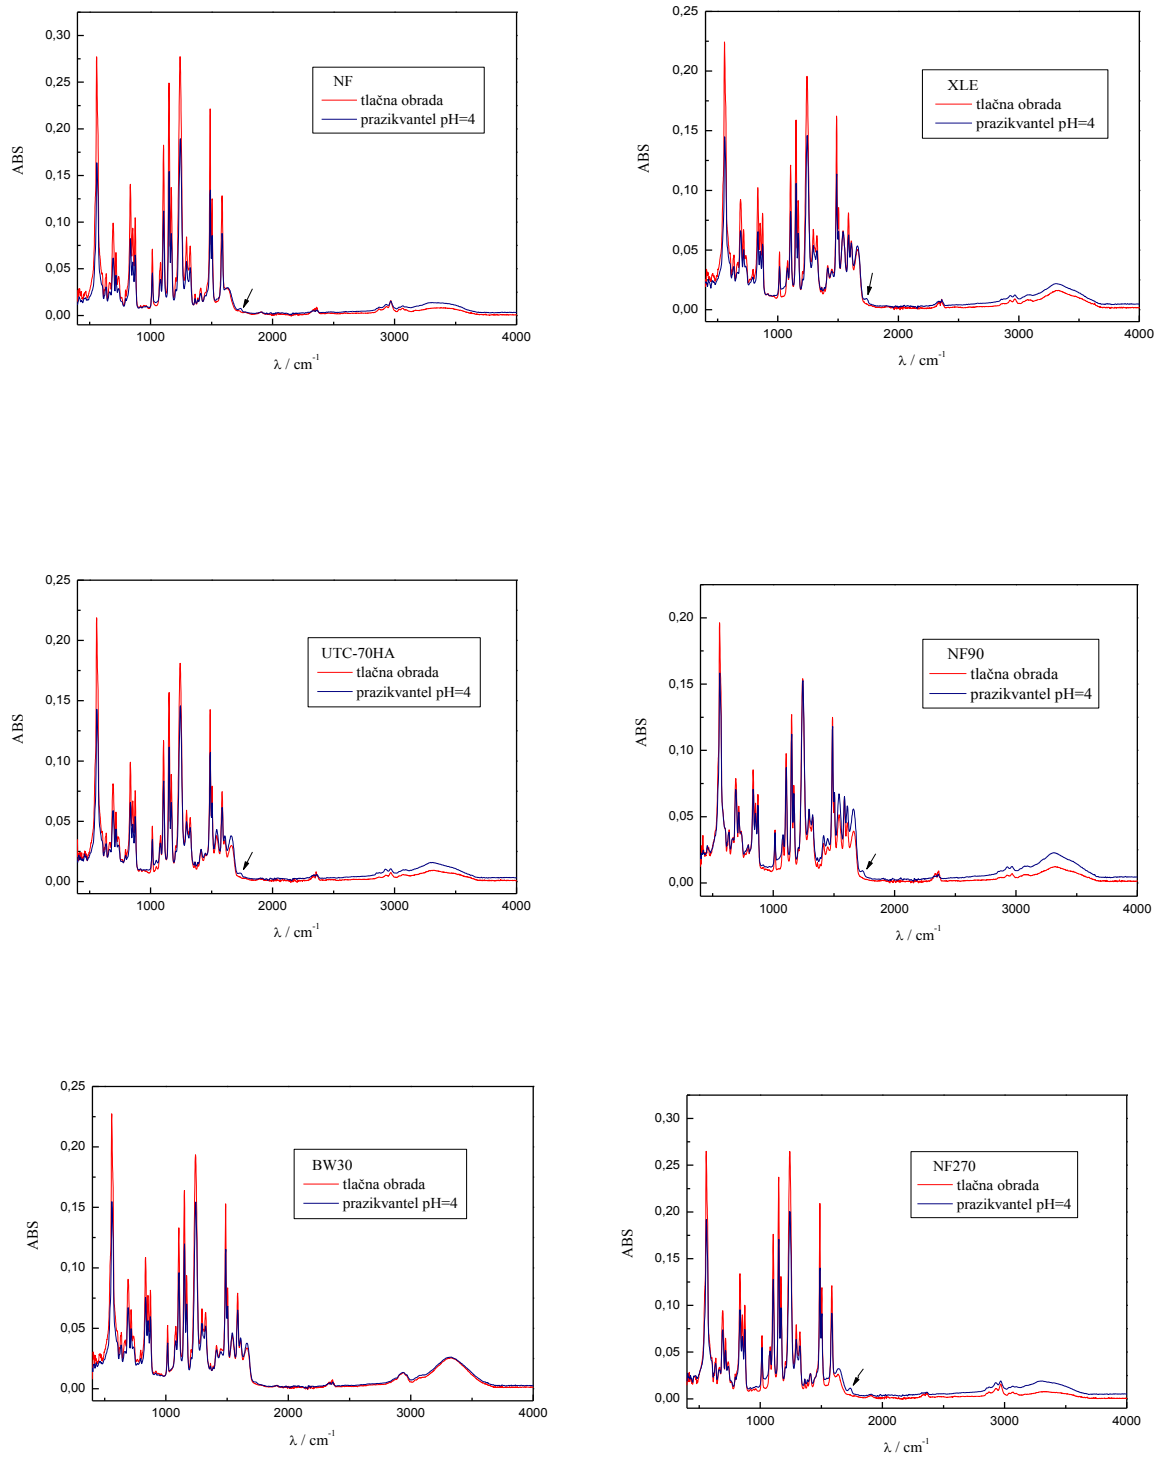 NF
tlačna obrada
prazikvantel pH=4
0,30
0,25
0,20
0,15
0,10
0,05
0,00
ABS
1000 2000 3000 4000
λ / cm-1
XLE
tlačna obrada
prazikvantel pH=4
0,25
0,20
0,15
0,10
0,05
0,00
ABS
1000 2000 3000 4000
λ / cm-1
UTC-70HA
tlačna obrada
prazikvantel pH=4
0,25
0,20
0,15
0,10
0,05
0,00
ABS
1000 2000 3000 4000
λ / cm-1
NF90
tlačna obrada
prazikvantel pH=4
0,20
0,15
0,10
0,05
0,00
ABS
1000 2000 3000 4000
λ / cm-1
BW30
tlačna obrada
prazikvantel pH=4
0,25
0,20
0,15
0,10
0,05
0,00
ABS
1000 2000 3000 4000
λ / cm-1
NF270
tlačna obrada
prazikvantel pH=4
0,30
0,25
0,20
0,15
0,10
0,05
0,00
ABS
1000 2000 3000 4000
λ / cm-1